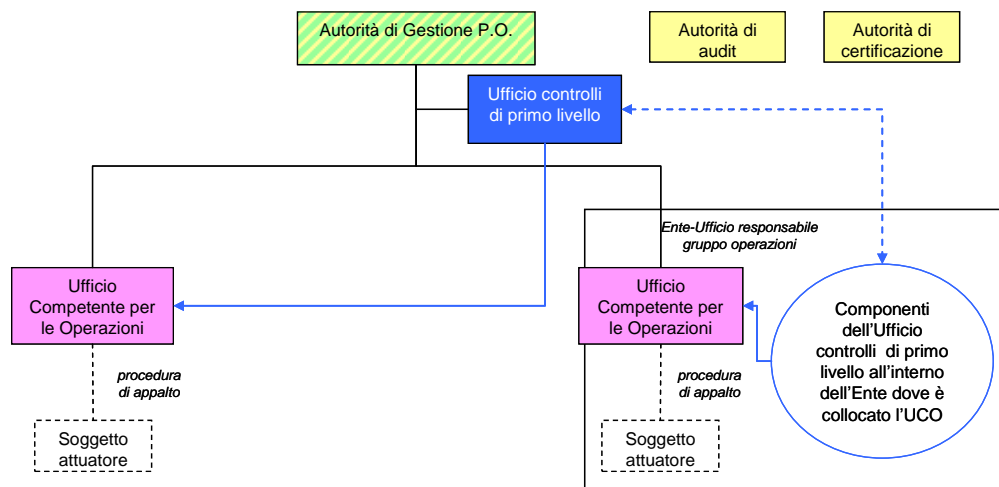 Autorità di Gestione P.O.
Autorità di
audit
Autorità di
certificazione
Ufficio controlli
di primo livello
Ente-Ufficio responsabile
gruppo operazioni
Ufficio
Competente per
le Operazioni
Ufficio
Competente per
le Operazioni
Componenti
dell'Ufficio
controlli di primo
livello all'interno
dell'Ente dove è
collocato l'UCO
procedura
di appalto
procedura
di appalto
Soggetto
attuatore
Soggetto
attuatore